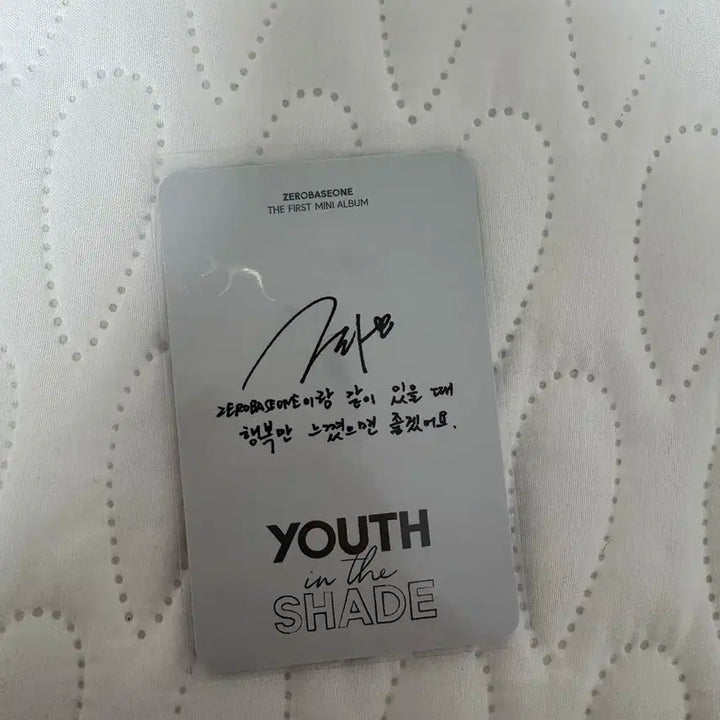 ZEROBASEONE
THE FIRST MINI ALBUM
ZEROBASEONE이랑 같이 있을 때
행복만 느꼈으면 좋겠어요.
YOUTH
in the
SHADE